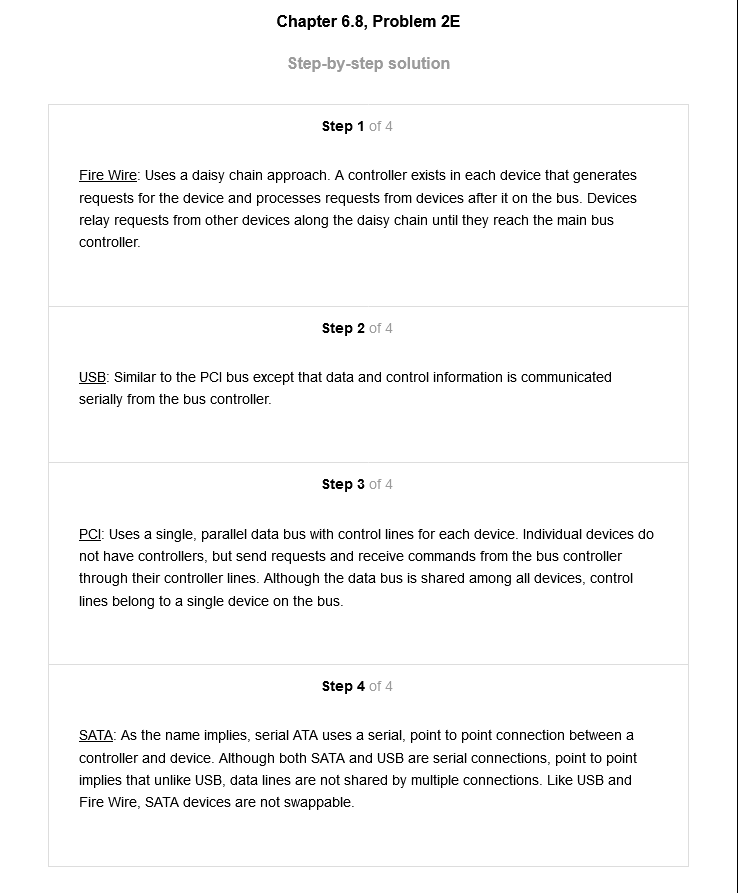 Chapter 6.8, Problem 2E
Step-by-step solution
Step 1 of 4
Fire Wire: Uses a daisy chain approach. A controller exists in each device that generates
requests for the device and processes requests from devices after it on the bus. Devices
relay requests from other devices along the daisy chain until they reach the main bus
controller.
Step 2 of 4
USB: Similar to the PCI bus except that data and control information is communicated
serially from the bus controller.
Step 3 of 4
PCI: Uses a single, parallel data bus with control lines for each device. Individual devices do
not have controllers, but send requests and receive commands from the bus controller
through their controller lines. Although the data bus is shared among all devices, control
lines belong to a single device on the bus.
Step 4 of 4
SATA: As the name implies, serial ATA uses a serial, point to point connection between a
controller and device. Although both SATA and USB are serial connections, point to point
implies that unlike USB, data lines are not shared by multiple connections. Like USB and
Fire Wire, SATA devices are not swappable.